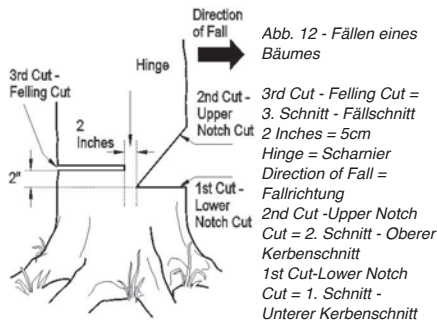 Direction
of Fall
Hinge
3rd Cut -
Felling Cut
2
Inches
2nd Cut -
Upper
Notch Cut
2"
1st Cut -
Lower
Notch Cut
Abb. 12 - Fällen eines
Bäumes
3rd Cut - Felling Cut =
3. Schnitt - Fällschnitt
2 Inches = 5cm
Hinge = Scharnier
Direction of Fall =
Fallrichtung
2nd Cut -Upper Notch
Cut = 2. Schnitt - Oberer
Kerbenschnitt
1st Cut-Lower Notch
Cut = 1. Schnitt -
Unterer Kerbenschnitt